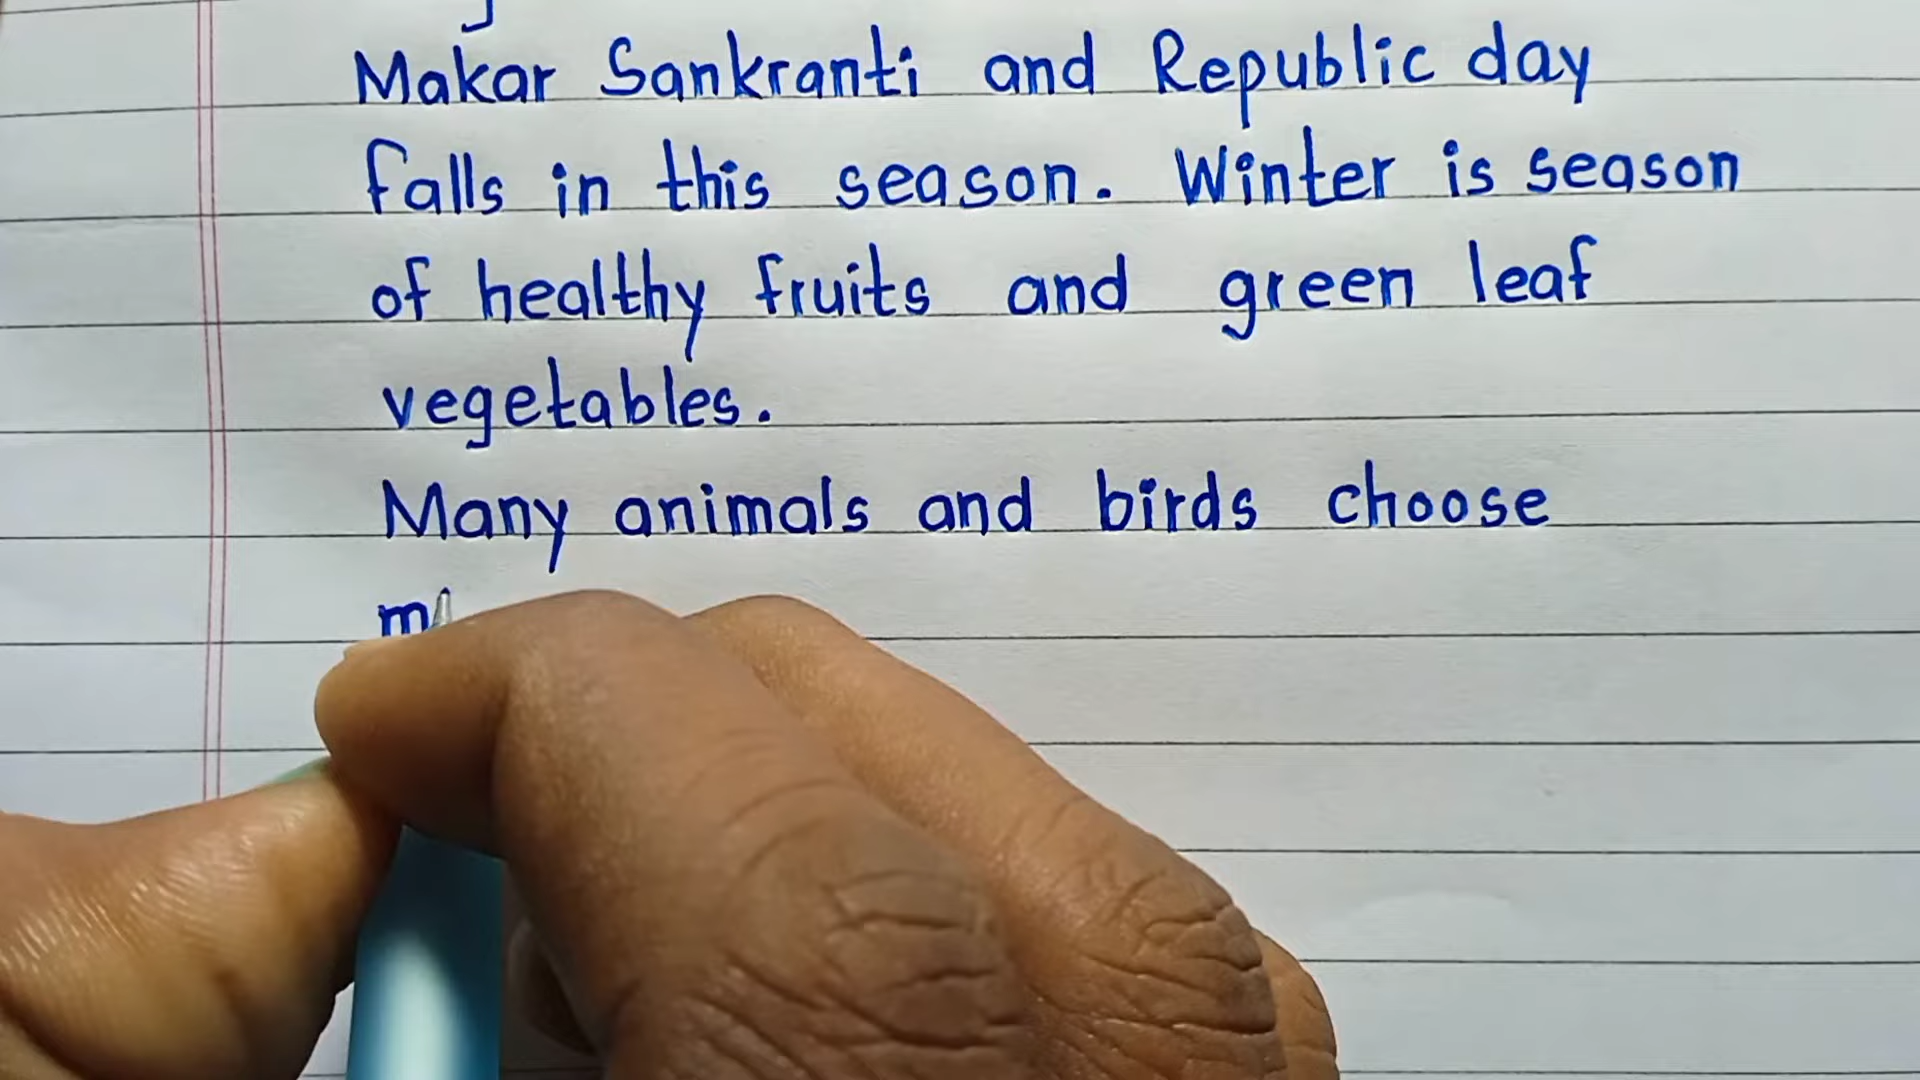 Makar Sankranti and Republic day
falls in this season. Winter is season
of healthy fruits and green leaf
vegetables.
Many animals and birds choose